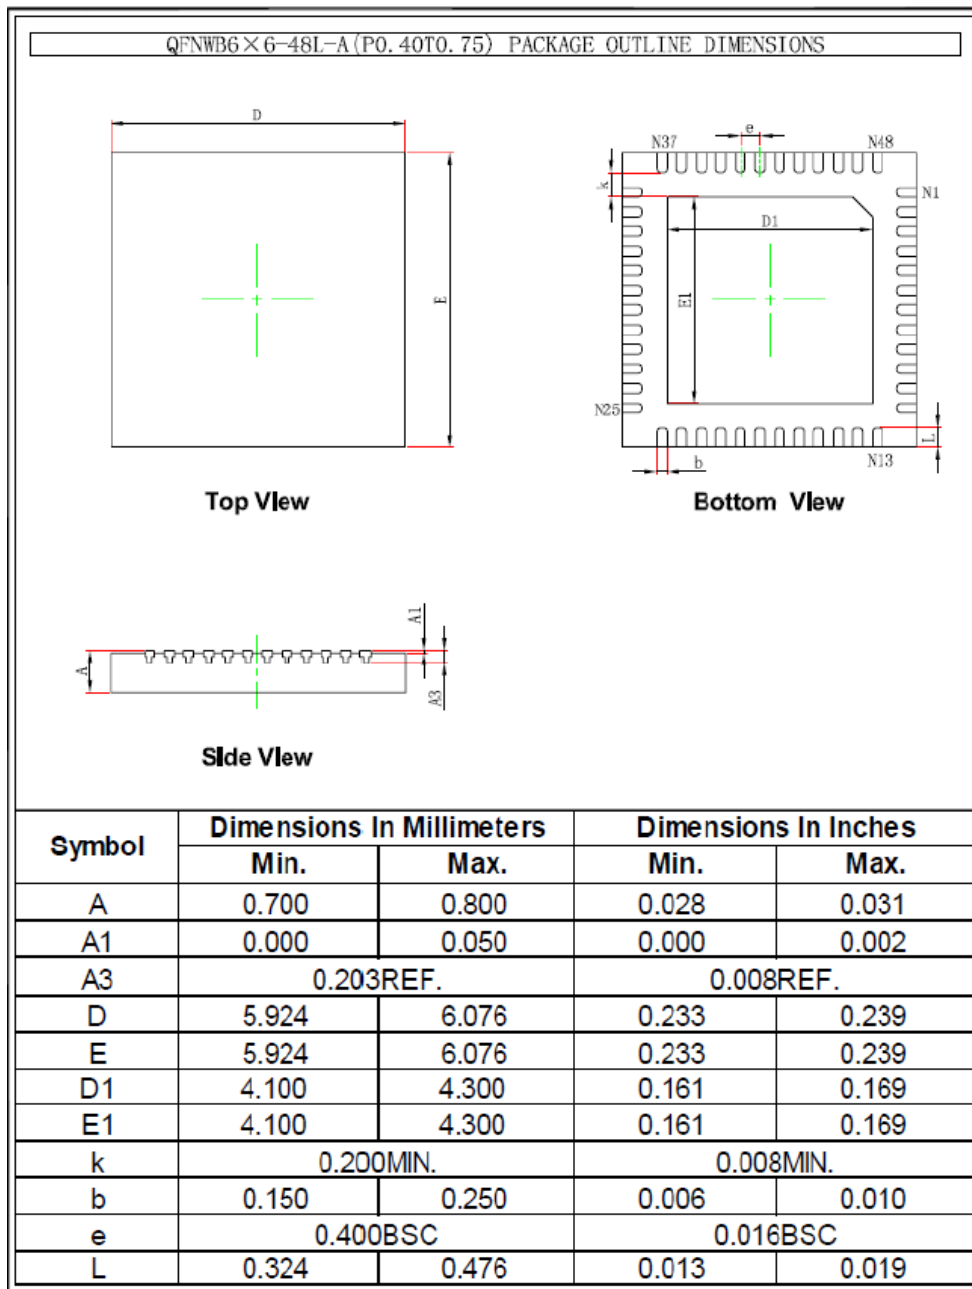 QFNWB6×6-48L-A(P0.40T0.75) PACKAGE OUTLINE DIMENSIONS
D
E
Top View
N37
e
N48
k
N1
D1
E1
N25
L
b
N13
Bottom View
A
A1
A3
Side View
Symbol Dimensions In Millimeters Dimensions In Inches
Min. Max. Min. Max.
A 0.700 0.800 0.028 0.031
A1 0.000 0.050 0.000 0.002
A3 0.203REF. 0.008REF.
D 5.924 6.076 0.233 0.239
E 5.924 6.076 0.233 0.239
D1 4.100 4.300 0.161 0.169
E1 4.100 4.300 0.161 0.169
k 0.200MIN. 0.008MIN.
b 0.150 0.250 0.006 0.010
e 0.400BSC 0.016BSC
L 0.324 0.476 0.013 0.019